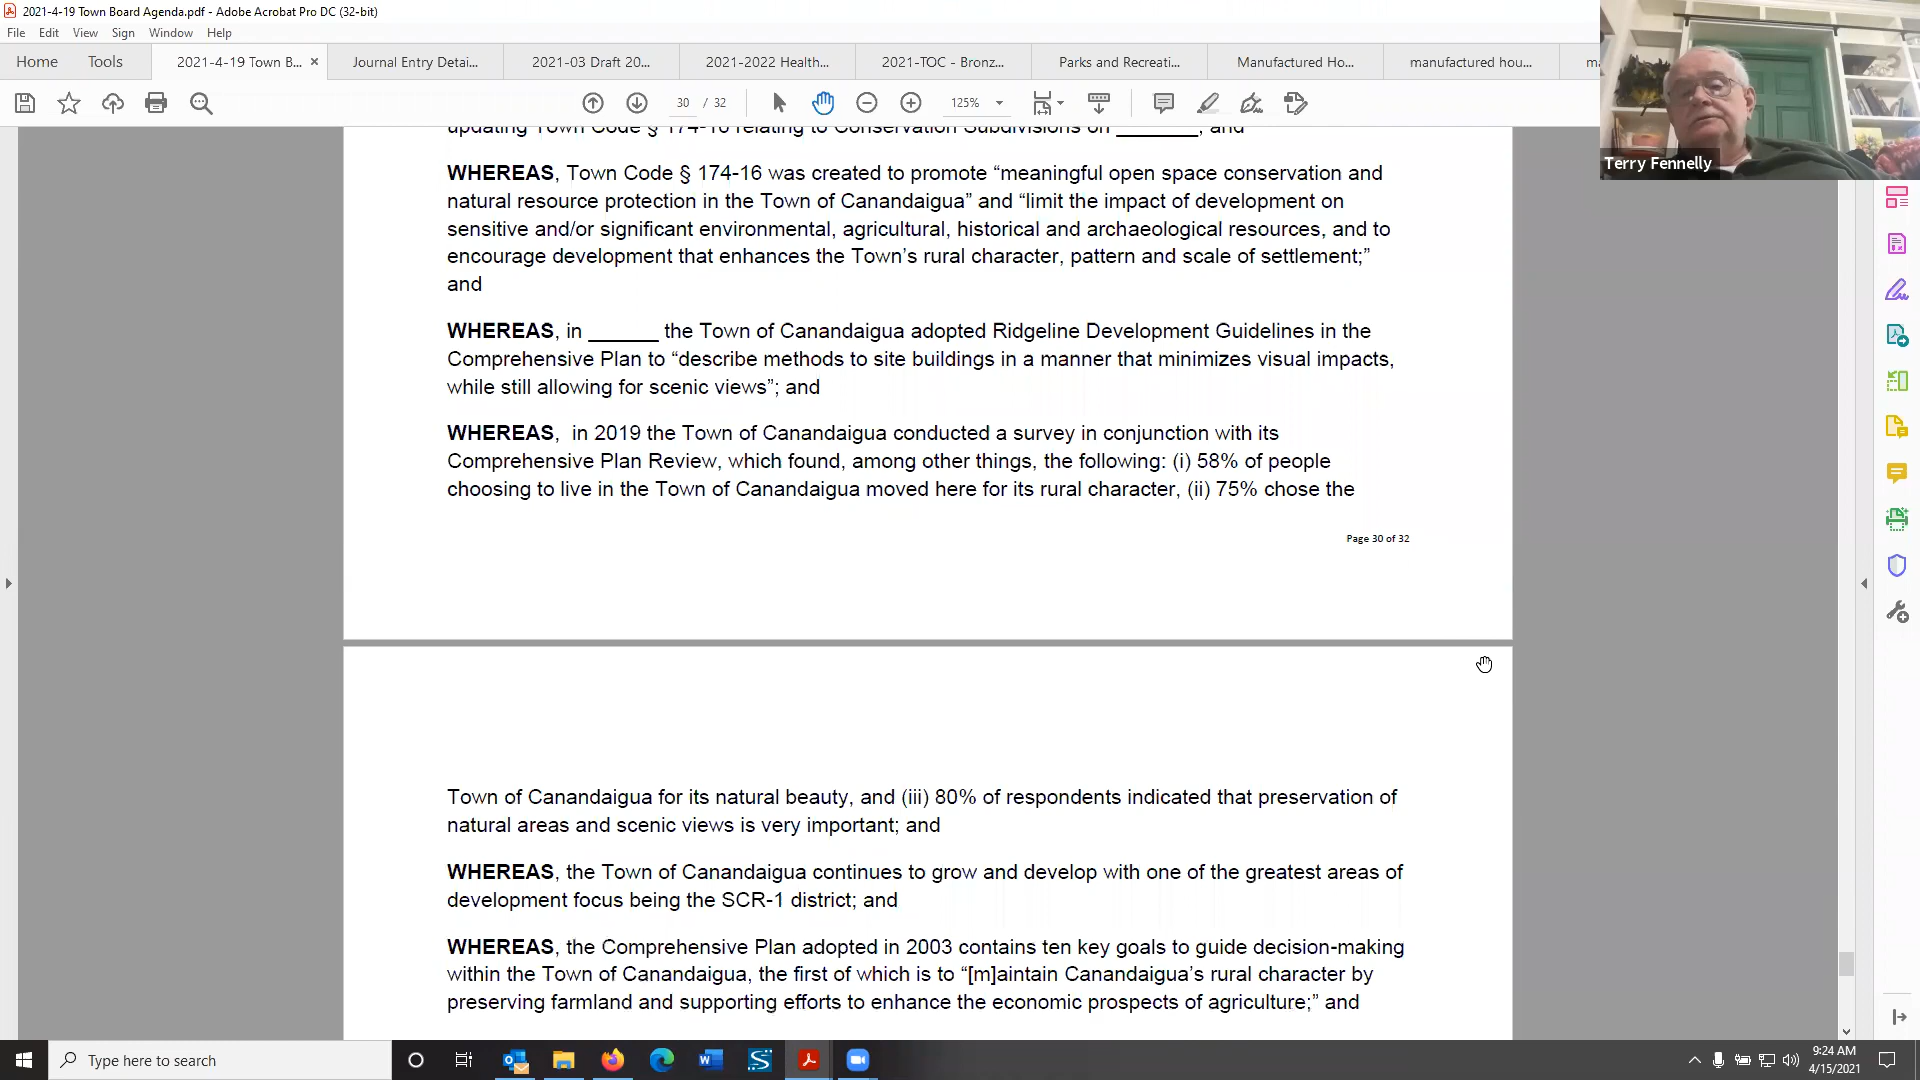 2021-4-19 Town Board Agenda.pdf - Adobe Acrobat Pro DC (32-bit)
File Edit View Sign Window Help
Home Tools 2021-4-19 Town B... × Journal Entry Detai... 2021-03 Draft 20... 2021-2022 Health... 2021-TOC - Bronz... Parks and Recreati... Manufactured Ho... manufactured hou... ma
30 / 32 125%
Terry Fennelly
updating Town Code § 174-16 relating to Conservation Subdivisions on _______, and
WHEREAS, Town Code § 174-16 was created to promote “meaningful open space conservation and
natural resource protection in the Town of Canandaigua” and “limit the impact of development on
sensitive and/or significant environmental, agricultural, historical and archaeological resources, and to
encourage development that enhances the Town’s rural character, pattern and scale of settlement;”
and
WHEREAS, in ______ the Town of Canandaigua adopted Ridgeline Development Guidelines in the
Comprehensive Plan to “describe methods to site buildings in a manner that minimizes visual impacts,
while still allowing for scenic views”; and
WHEREAS, in 2019 the Town of Canandaigua conducted a survey in conjunction with its
Comprehensive Plan Review, which found, among other things, the following: (i) 58% of people
choosing to live in the Town of Canandaigua moved here for its rural character, (ii) 75% chose the
Page 30 of 32
Town of Canandaigua for its natural beauty, and (iii) 80% of respondents indicated that preservation of
natural areas and scenic views is very important; and
WHEREAS, the Town of Canandaigua continues to grow and develop with one of the greatest areas of
development focus being the SCR-1 district; and
WHEREAS, the Comprehensive Plan adopted in 2003 contains ten key goals to guide decision-making
within the Town of Canandaigua, the first of which is to “[m]aintain Canandaigua’s rural character by
preserving farmland and supporting efforts to enhance the economic prospects of agriculture;” and
Type here to search
9:24 AM
4/15/2021